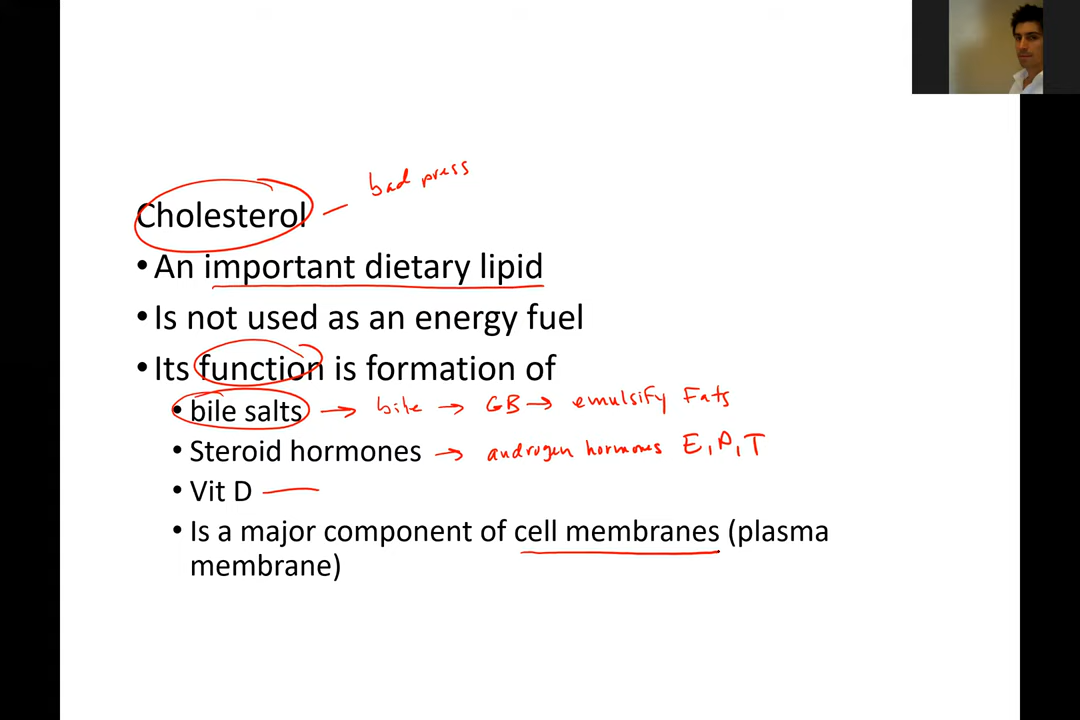 bad press
Cholesterol —
• An important dietary lipid
• Is not used as an energy fuel
• Its function is formation of
• bile salts → bile → GB → emulsify Fats
• Steroid hormones → androgen hormones E, P, T
• Vit D —
• Is a major component of cell membranes (plasma
membrane)